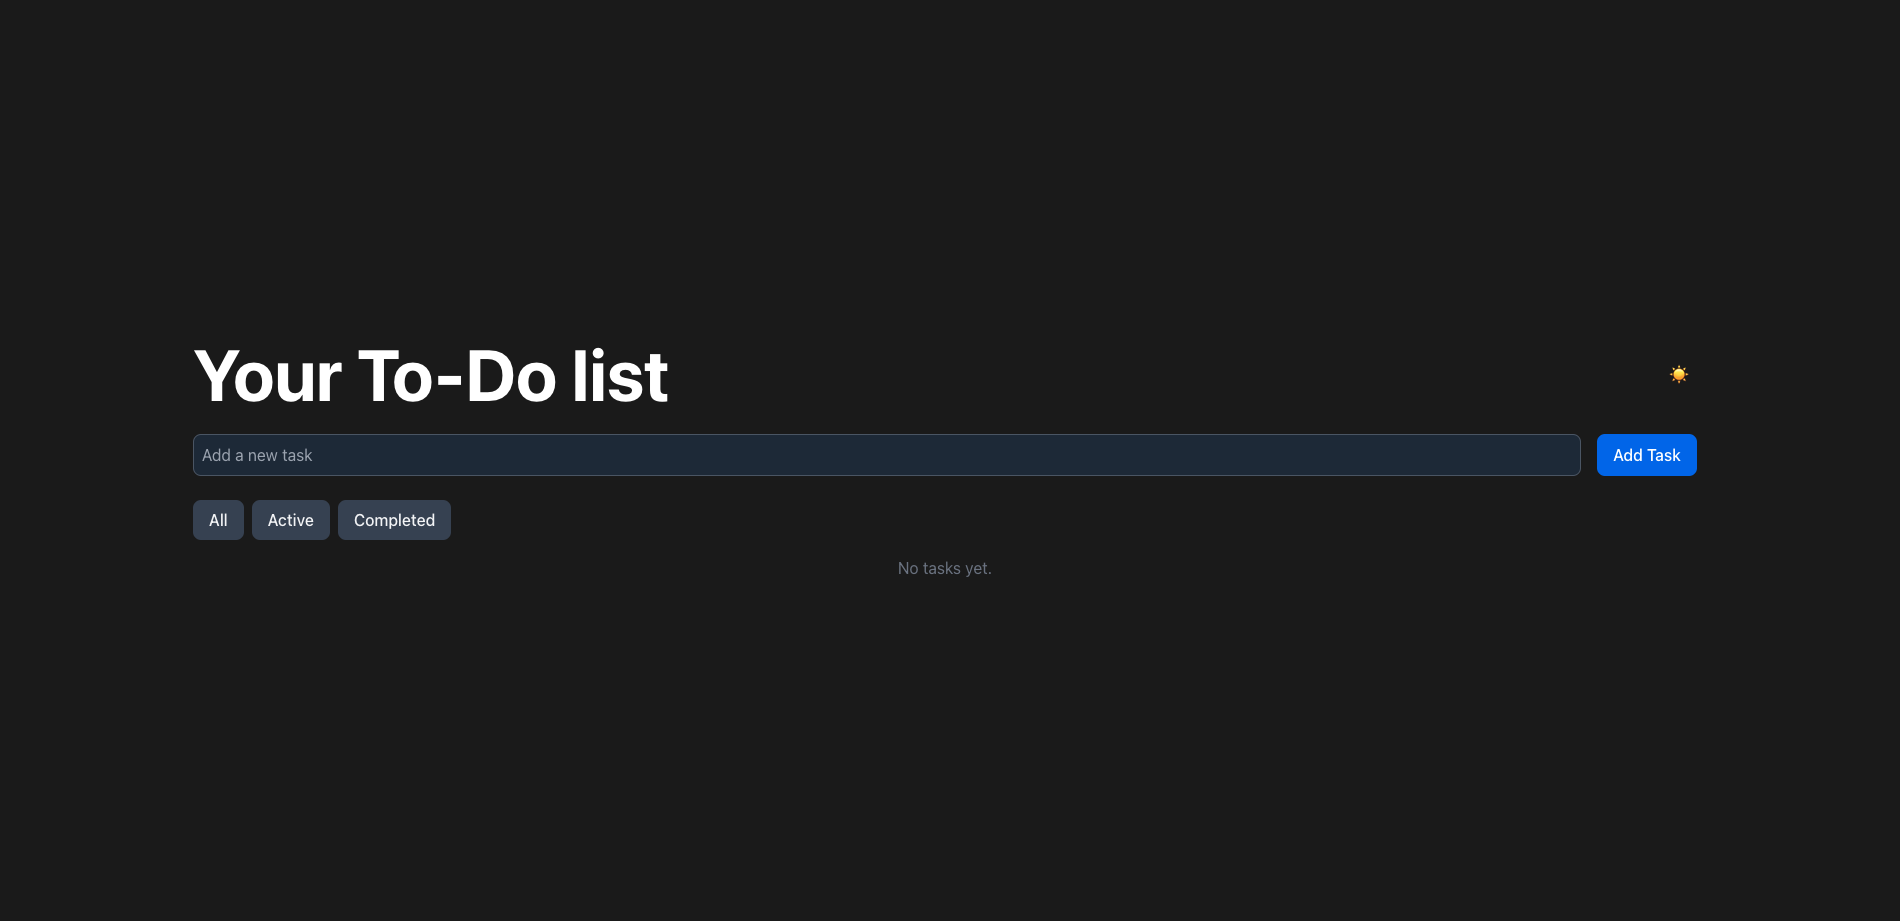 Your To-Do list
Add a new task
Add Task
All
Active
Completed
No tasks yet.